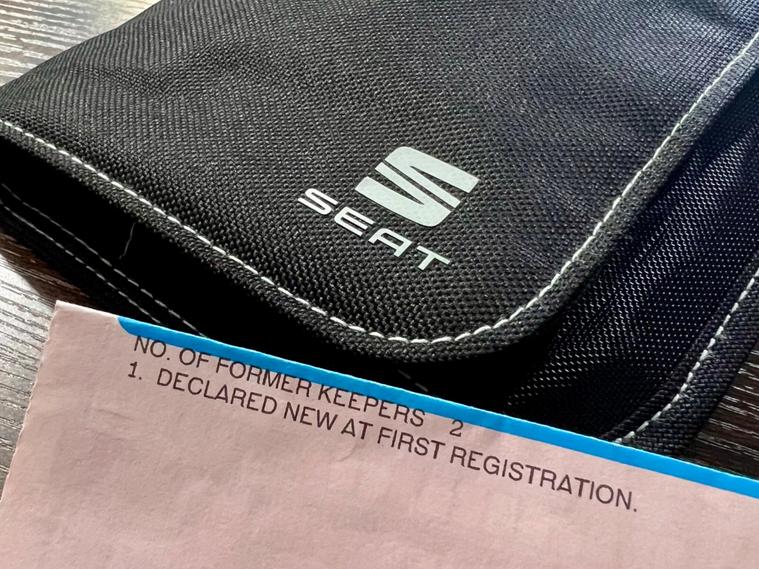 SEAT
NO. OF FORMER KEEPERS 2
1. DECLARED NEW AT FIRST REGISTRATION.